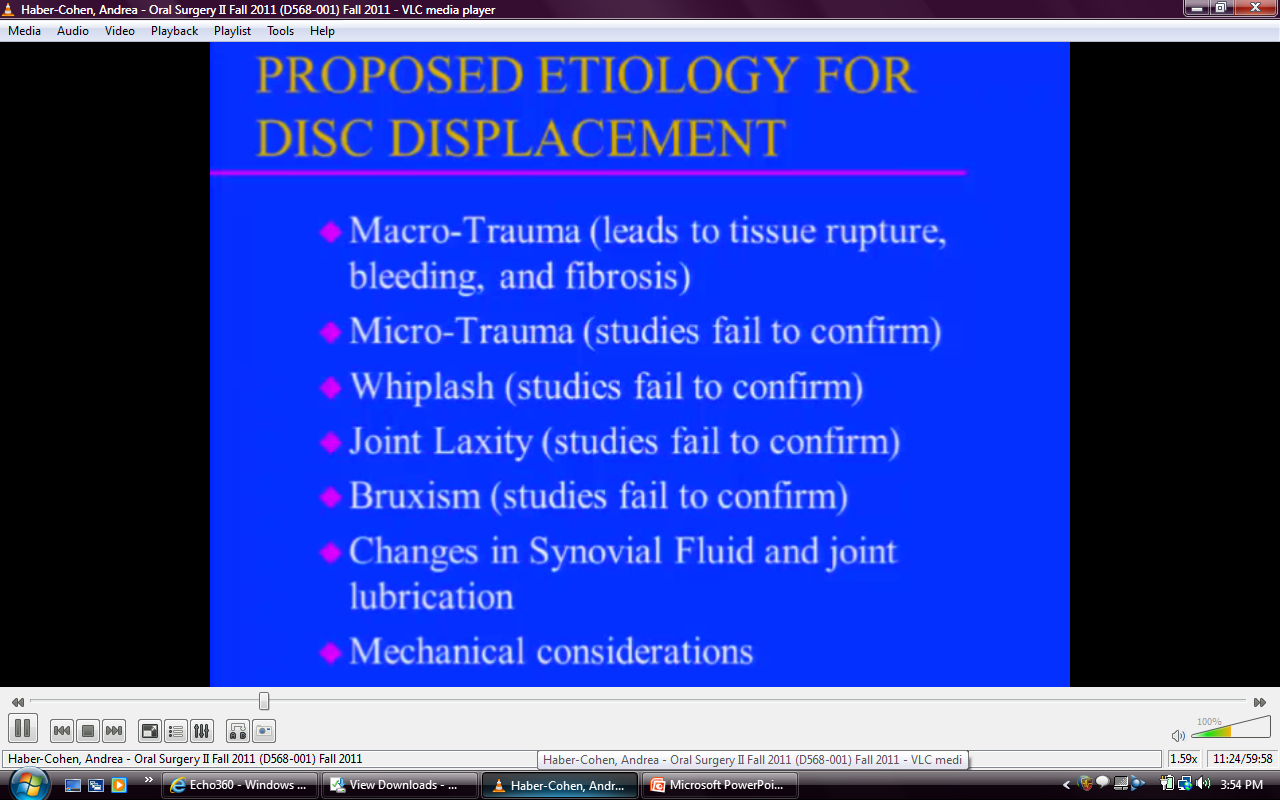 Haber-Cohen, Andrea - Oral Surgery II Fall 2011 (D568-001) Fall 2011 - VLC media player
Media Audio Video Playback Playlist Tools Help
PROPOSED ETIOLOGY FOR
DISC DISPLACEMENT
Macro-Trauma (leads to tissue rupture,
bleeding, and fibrosis)
Micro-Trauma (studies fail to confirm)
Whiplash (studies fail to confirm)
Joint Laxity (studies fail to confirm)
Bruxism (studies fail to confirm)
Changes in Synovial Fluid and joint
lubrication
Mechanical considerations
100%
Haber-Cohen, Andrea - Oral Surgery II Fall 2011 (D568-001) Fall 2011
Haber-Cohen, Andrea - Oral Surgery II Fall 2011 (D568-001) Fall 2011 - VLC medi
1.59x 11:24/59:58
Echo360 - Windows ...
View Downloads - ...
Haber-Cohen, Andr...
Microsoft PowerPoi...
3:54 PM